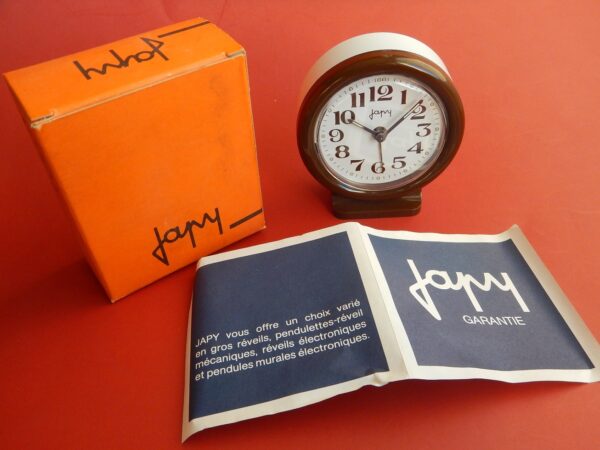 Japy
Japy
12
1
2
3
4
5
6
7
8
9
10
11
Japy
JAPY vous offre un choix varié
en gros réveils, pendulettes-réveil
mécaniques, réveils électroniques
et pendules murales électroniques.
Japy
GARANTIE